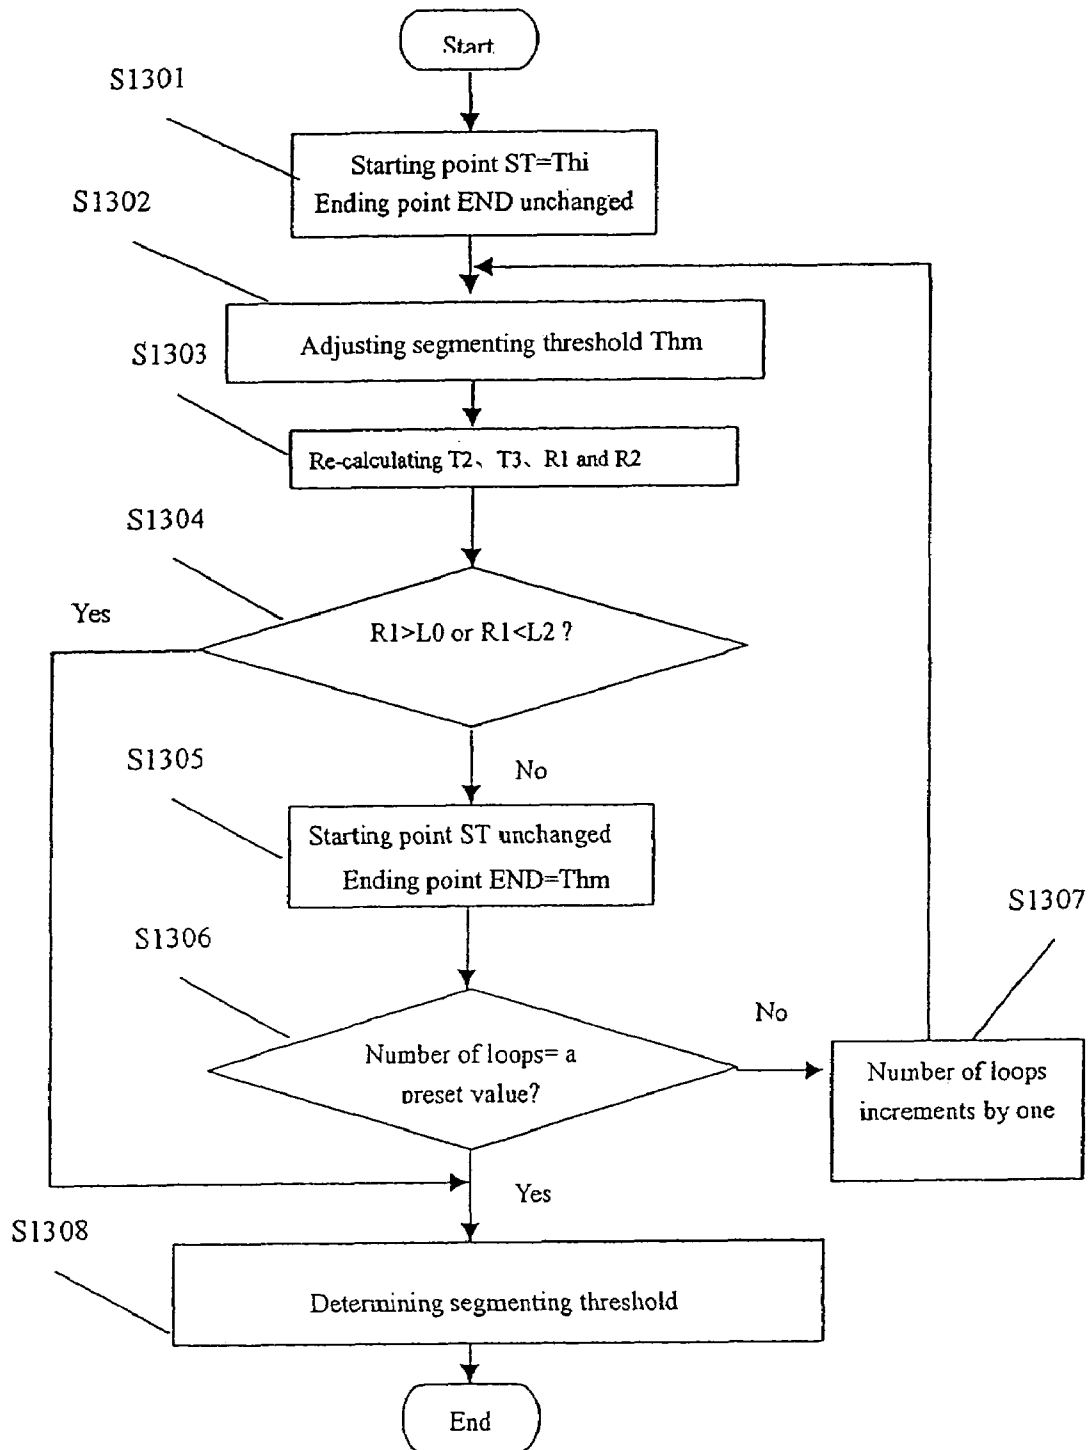 Start
S1301
Starting point ST=Thi
Ending point END unchanged
S1302
Adjusting segmenting threshold Thm
S1303
Re-calculating T2、T3、R1 and R2
S1304
Yes
R1>L0 or R1<L2 ?
S1305
No
Starting point ST unchanged
Ending point END=Thm
S1307
S1306
No
Number of loops= a
preset value?
Number of loops
increments by one
Yes
S1308
Determining segmenting threshold
End